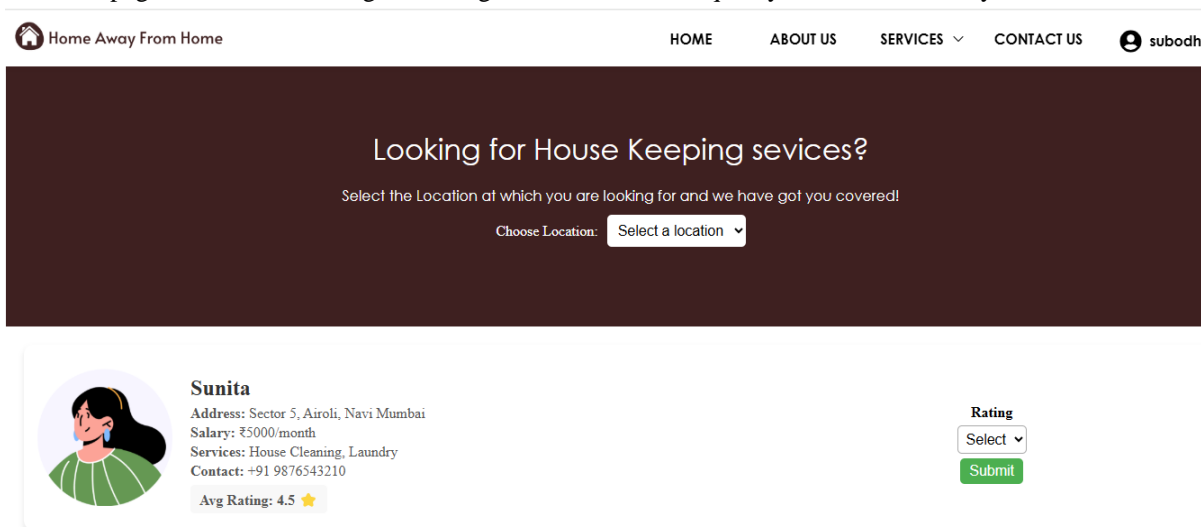 Home Away From Home
HOME ABOUT US SERVICES CONTACT US subodh
Looking for House Keeping sevices?
Select the Location at which you are looking for and we have got you covered!
Choose Location: Select a location
Sunita
Address: Sector 5, Airoli, Navi Mumbai
Salary: ₹5000/month
Services: House Cleaning, Laundry
Contact: +91 9876543210
Avg Rating: 4.5
Rating
Select
Submit